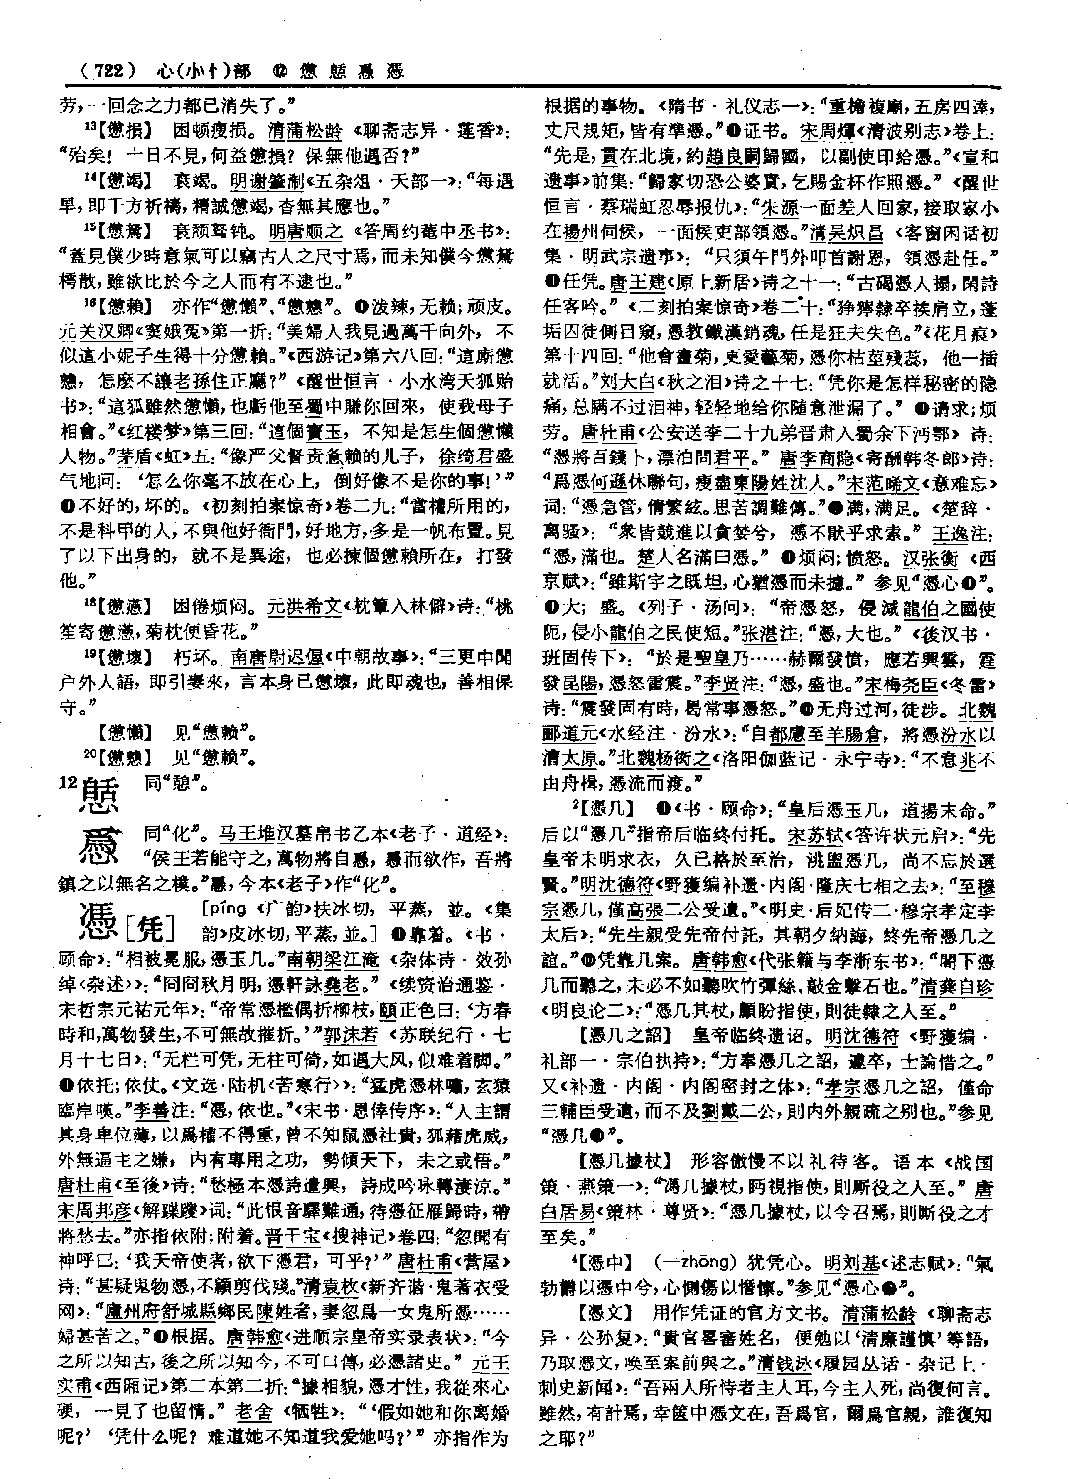 （722） 心(小忄)部 ⑫ 憊 憩 慿 憑
劳，一回念之力都已消失了。”
13【憊損】 困顿瘦损。清蒲松龄《聊斋志异·莲香》：
“殆矣！一日不見，何益憊損？保無他遇否？”
14【憊竭】 衰竭。明谢肇淛《五杂俎·天部一》：“每遇
旱，即千方祈禱，精誠憊竭，杳無其應也。”
15【憊駑】 衰颓驽钝。明唐顺之《答周约菴中丞书》：
“蓋見僕少時意氣可以竊古人之尺寸焉，而未知僕今憊駑
樗散，雖欲比於今之人而有不逮也。”
16【憊賴】 亦作“憊懶”、“憊𢣷”。❶泼辣，无赖；顽皮。
元关汉卿《窦娥冤》第一折：“美婦人我見過萬千向外，不
似這小妮子生得十分憊賴。”《西游记》第六八回：“這廝憊
𢣷，怎麽不讓老孫住正廳？”《醒世恒言·小水湾天狐贻
书》：“這狐雖然憊懶，也虧他至蜀中賺你回來，使我母子
相會。”《红楼梦》第三回：“這個寶玉，不知是怎生個憊懶
人物。”茅盾《虹》五：“像严父督责惫赖的儿子，徐绮君盛
气地问：‘怎么你毫不放在心上，倒好像不是你的事！’”
❷不好的，坏的。《初刻拍案惊奇》卷二九：“當權所用的，
不是科甲的人，不與他好衙門，好地方，多是一帆布置。見
了以下出身的，就不是異途，也必揀個憊賴所在，打發
他。”
18【憊懣】 困倦烦闷。元洪希文《枕簟入林僻》诗：“桃
笙寄憊懣，菊枕便昏花。”
19【憊壞】 朽坏。南唐尉迟偓《中朝故事》：“三更中聞
户外人語，即引妻來，言本身已憊壞，此即魂也，善相保
守。”
【憊懶】 见“憊赖”。
20【憊𢣷】 见“憊赖”。
12 憩 同“憩”。
𢡺 同“化”。马王堆汉墓帛书乙本《老子·道经》：
“侯王若能守之，萬物將自𢡺，𢡺而欲作，吾將
鎮之以無名之樸。”𢡺，今本《老子》作“化”。
憑［凭］ [píng 《广韵》扶冰切，平蒸，並。《集
韵》皮冰切，平蒸，並。] ❶靠着。《书·
顾命》：“相被冕服，憑玉几。”南朝梁江淹《杂体诗·效孙
绰〈杂述〉》：“冏冏秋月明，憑軒詠堯老。”《续资治通鉴·
宋哲宗元祐元年》：“帝常憑檻偶折柳枝，頤正色曰：‘方春
時和，萬物發生，不可無故摧折。’”郭沫若《苏联纪行·七
月十七日》：“无栏可凭，无柱可倚，如遇大风，似难着脚。”
❷依托；依仗。《文选·陆机〈苦寒行〉》：“猛虎憑林嘯，玄猿
臨岸嘆。”李善注：“憑，依也。”《宋书·恩倖传序》：“人主謂
其身卑位薄，以爲權不得重，曾不知鼠憑社貴，狐藉虎威，
外無逼主之嫌，内有專用之功，勢傾天下，未之或悟。”
唐杜甫《至後》诗：“愁極本憑詩遣興，詩成吟咏轉淒涼。”
宋周邦彦《解蹀躞》词：“此恨音驛難通，待憑征雁歸時，帶
將愁去。”亦指依附；附着。晋干宝《搜神记》卷四：“忽聞有
神呼曰：‘我天帝使者，欲下憑君，可乎？’”唐杜甫《营屋》
诗：“甚疑鬼物憑，不顧剪伐殘。”清袁枚《新齐谐·鬼著衣受
网》：“廬州府舒城縣鄉民陳姓者，妻忽爲一女鬼所憑……
婦甚苦之。”❸根据。唐韩愈《进顺宗皇帝实录表状》：“今
之所以知古，後之所以知今，不可口傳，必憑諸史。”元王
实甫《西厢记》第二本第二折：“據相貌，憑才性，我從來心
硬，一見了也留情。”老舍《牺牲》：“‘假如她和你离婚
呢？’‘凭什么呢？难道她不知道我爱她吗？’”亦指作为
根据的事物。《隋书·礼仪志一》：“重檐複廟，五房四達，
丈尺規矩，皆有準憑。”❹证书。宋周煇《清波别志》卷上：
“先是，貫在北境，約趙良嗣歸國，以副使印給憑。”《宣和
遗事》前集：“歸家切恐公婆責，乞賜金杯作照憑。”《醒世
恒言·蔡瑞虹忍辱报仇》：“朱源一面差人回家，接取家小
在揚州伺候，一面候吏部領憑。”清吴炽昌《客窗闲话初
集·明武宗遗事》：“只須午門外叩首謝恩，領憑赴任。”
❺任凭。唐王建《原上新居》诗之十一：“古碣憑人搨，閑詩
任客吟。”《二刻拍案惊奇》卷二十：“猙獰隸卒挨肩立，蓬
垢囚徒側目窺，憑教鐵漢銷魂，任是狂夫失色。”《花月痕》
第十四回：“他會畫菊，更愛藝菊，憑你枯莖殘蕊，他一插
就活。”刘大白《秋之泪》诗之十七：“凭你是怎样秘密的隐
痛，总瞒不过泪神，轻轻地给你随意泄漏了。”❻请求；烦
劳。唐杜甫《公安送李二十九弟晋肃入蜀余下沔鄂》诗：
“憑將百錢卜，漂泊問君平。”唐李商隐《寄酬韩冬郎》诗：
“爲憑何遜休聯句，瘦盡東陽姓沈人。”宋范晞文《意难忘》
词：“憑急管，倩繁絃。思苦調難傳。”❼满，满足。《楚辞·
离骚》：“衆皆競進以貪婪兮，憑不猒乎求索。”王逸注：
“憑，滿也。楚人名滿曰憑。”❽烦闷；愤怒。汉张衡《西
京赋》：“雖斯宇之既坦，心猶憑而未攄。”参见“憑心❶”。
❾大；盛。《列子·汤问》：“帝憑怒，侵減龍伯之國使
阨，侵小龍伯之民使短。”张湛注：“憑，大也。”《後汉书·
班固传下》：“於是聖皇乃……赫爾發憤，應若興雲，霆
發昆陽，憑怒雷震。”李贤注：“憑，盛也。”宋梅尧臣《冬雷》
诗：“震發固有時，曷常事憑怒。”❿无舟过河，徒涉。北魏
郦道元《水经注·汾水》：“自都慮至羊腸倉，將憑汾水以
漕太原。”北魏杨衒之《洛阳伽蓝记·永宁寺》：“不意兆不
由舟楫，憑流而渡。”
2【憑几】 ❶《书·顾命》：“皇后憑玉几，道揚末命。”
后以“憑几”指帝后临终付托。宋苏轼《答许状元启》：“先
皇帝未明求衣，久已格於至治，洮盥憑几，尚不忘於選
賢。”明沈德符《野獲编补遗·内阁·隆庆七相之去》：“至穆
宗憑几，僅高張二公受遺。”《明史·后妃传二·穆宗孝定李
太后》：“先生親受先帝付託，其朝夕納誨，終先帝憑几之
誼。”❷凭靠几案。唐韩愈《代张籍与李浙东书》：“閤下憑
几而聽之，未必不如聽吹竹彈絲，敲金擊石也。”清龚自珍
《明良论二》：“憑几其杖，顧盼指使，則徒隸之人至。”
【憑几之詔】 皇帝临终遗诏。明沈德符《野獲编·
礼部一·宗伯执持》：“方奉憑几之詔，遽卒，士論惜之。”
又《补遗·内阁·内阁密封之体》：“孝宗憑几之詔，僅命
三輔臣受遺，而不及劉戴二公，則内外親疏之别也。”参见
“憑几❶”。
【憑几據杖】 形容傲慢不以礼待客。语本《战国
策·燕策一》：“馮几據杖，眄視指使，則厮役之人至。”唐
白居易《策林·尊贤》：“憑几據杖，以令召焉，則厮役之才
至矣。”
4【憑中】 （—zhōng）犹凭心。明刘基《述志赋》：“氣
勃鬱以憑中兮，心惻傷以憯悷。”参见“憑心❷”。
【憑文】 用作凭证的官方文书。清蒲松龄《聊斋志
异·公孙夏》：“貴官畧審姓名，便勉以‘清廉謹慎’等語，
乃取憑文，唤至案前與之。”清钱泳《履园丛话·杂记上·
刺史新闻》：“吾兩人所恃者主人耳，今主人死，尚復何言。
雖然，有計焉，幸篋中憑文在，吾爲官，爾爲官親，誰復知
之耶？”